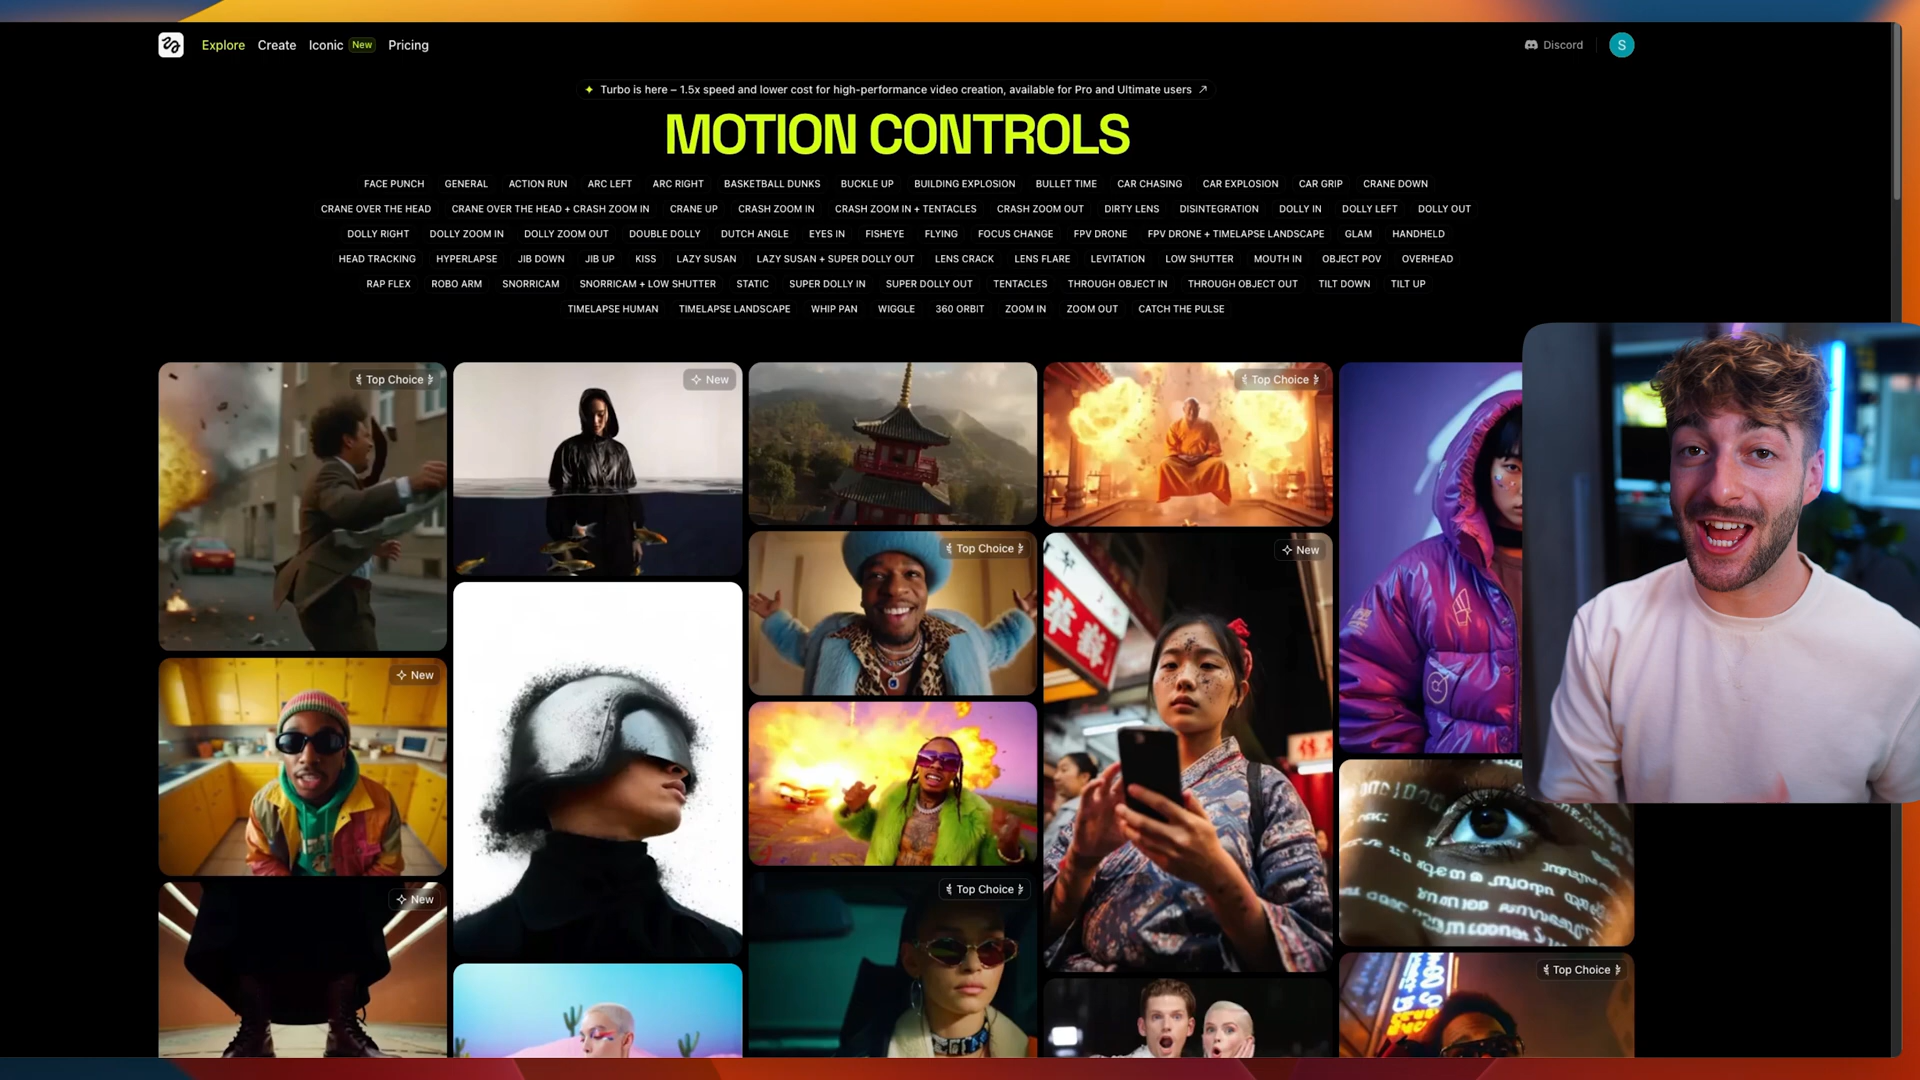 Explore Create Iconic New Pricing
Discord S
Turbo is here – 1.5x speed and lower cost for high-performance video creation, available for Pro and Ultimate users ↗
MOTION CONTROLS
FACE PUNCH GENERAL ACTION RUN ARC LEFT ARC RIGHT BASKETBALL DUNKS BUCKLE UP BUILDING EXPLOSION BULLET TIME CAR CHASING CAR EXPLOSION CAR GRIP CRANE DOWN
CRANE OVER THE HEAD CRANE OVER THE HEAD + CRASH ZOOM IN CRANE UP CRASH ZOOM IN CRASH ZOOM IN + TENTACLES CRASH ZOOM OUT DIRTY LENS DISINTEGRATION DOLLY IN DOLLY LEFT DOLLY OUT
DOLLY RIGHT DOLLY ZOOM IN DOLLY ZOOM OUT DOUBLE DOLLY DUTCH ANGLE EYES IN FISHEYE FLYING FOCUS CHANGE FPV DRONE FPV DRONE + TIMELAPSE LANDSCAPE GLAM HANDHELD
HEAD TRACKING HYPERLAPSE JIB DOWN JIB UP KISS LAZY SUSAN LAZY SUSAN + SUPER DOLLY OUT LENS CRACK LENS FLARE LEVITATION LOW SHUTTER MOUTH IN OBJECT POV OVERHEAD
RAP FLEX ROBO ARM SNORRICAM SNORRICAM + LOW SHUTTER STATIC SUPER DOLLY IN SUPER DOLLY OUT TENTACLES THROUGH OBJECT IN THROUGH OBJECT OUT TILT DOWN TILT UP
TIMELAPSE HUMAN TIMELAPSE LANDSCAPE WHIP PAN WIGGLE 360 ORBIT ZOOM IN ZOOM OUT CATCH THE PULSE
Top Choice
New
Top Choice
Top Choice
New
New
Top Choice
New
Top Choice